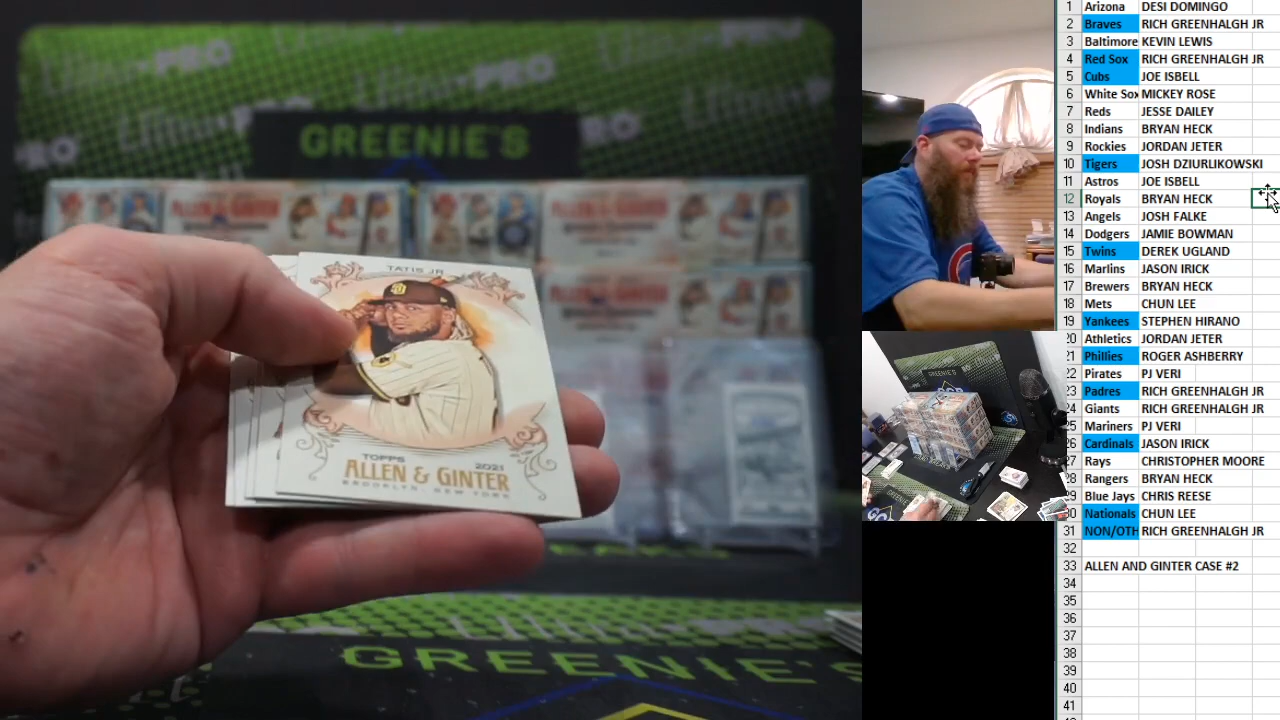 GREENIE'S
TATIS JR
TOPPS 2021
ALLEN & GINTER
BROOKLYN, NEW YORK
GREENIE'S
1 Arizona DESI DOMINGO
2 Braves RICH GREENHALGH JR
3 Baltimore KEVIN LEWIS
4 Red Sox RICH GREENHALGH JR
5 Cubs JOE ISBELL
6 White Sox MICKEY ROSE
7 Reds JESSE DAILEY
8 Indians BRYAN HECK
9 Rockies JORDAN JETER
10 Tigers JOSH DZIURLIKOWSKI
11 Astros JOE ISBELL
12 Royals BRYAN HECK
13 Angels JOSH FALKE
14 Dodgers JAMIE BOWMAN
15 Twins DEREK UGLAND
16 Marlins JASON IRICK
17 Brewers BRYAN HECK
18 Mets CHUN LEE
19 Yankees STEPHEN HIRANO
20 Athletics JORDAN JETER
21 Phillies ROGER ASHBERRY
22 Pirates PJ VERI
23 Padres RICH GREENHALGH JR
24 Giants RICH GREENHALGH JR
25 Mariners PJ VERI
26 Cardinals JASON IRICK
27 Rays CHRISTOPHER MOORE
28 Rangers BRYAN HECK
29 Blue Jays CHRIS REESE
30 Nationals CHUN LEE
31 NON/OTH RICH GREENHALGH JR
32
33 ALLEN AND GINTER CASE #2
34
35
36
37
38
39
40
41
GREENIE'S